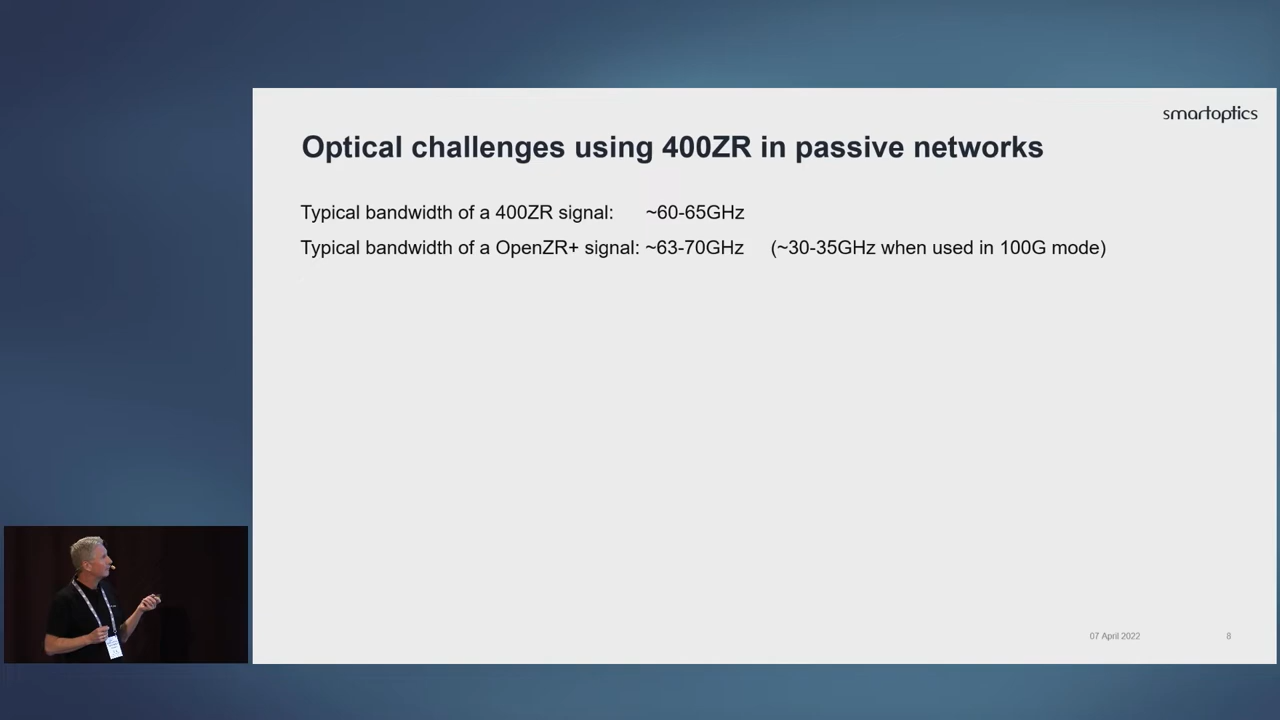 smartoptics
Optical challenges using 400ZR in passive networks
Typical bandwidth of a 400ZR signal: ~60-65GHz
Typical bandwidth of a OpenZR+ signal: ~63-70GHz (~30-35GHz when used in 100G mode)
07 April 2022
8